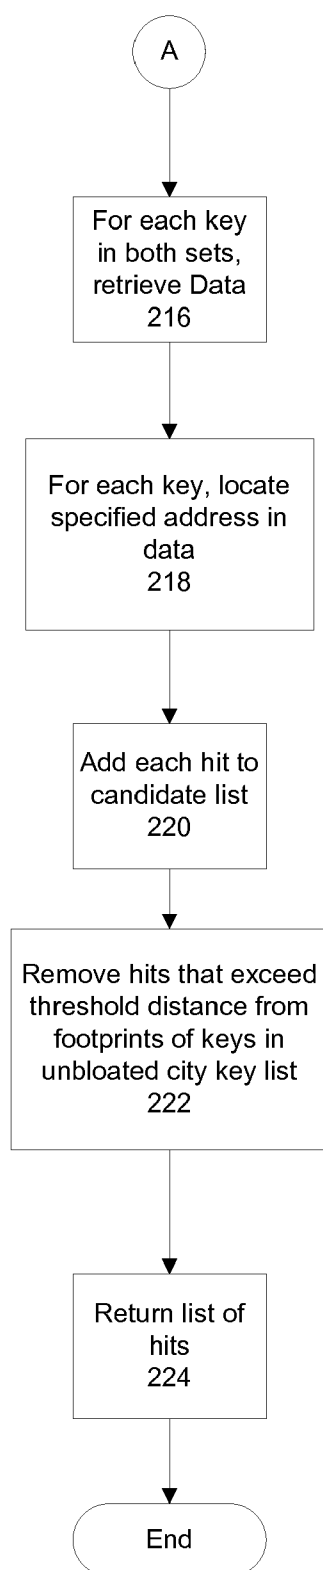 A
For each key
in both sets,
retrieve Data
216
For each key, locate
specified address in
data
218
Add each hit to
candidate list
220
Remove hits that exceed
threshold distance from
footprints of keys in
unbloated city key list
222
Return list of
hits
224
End